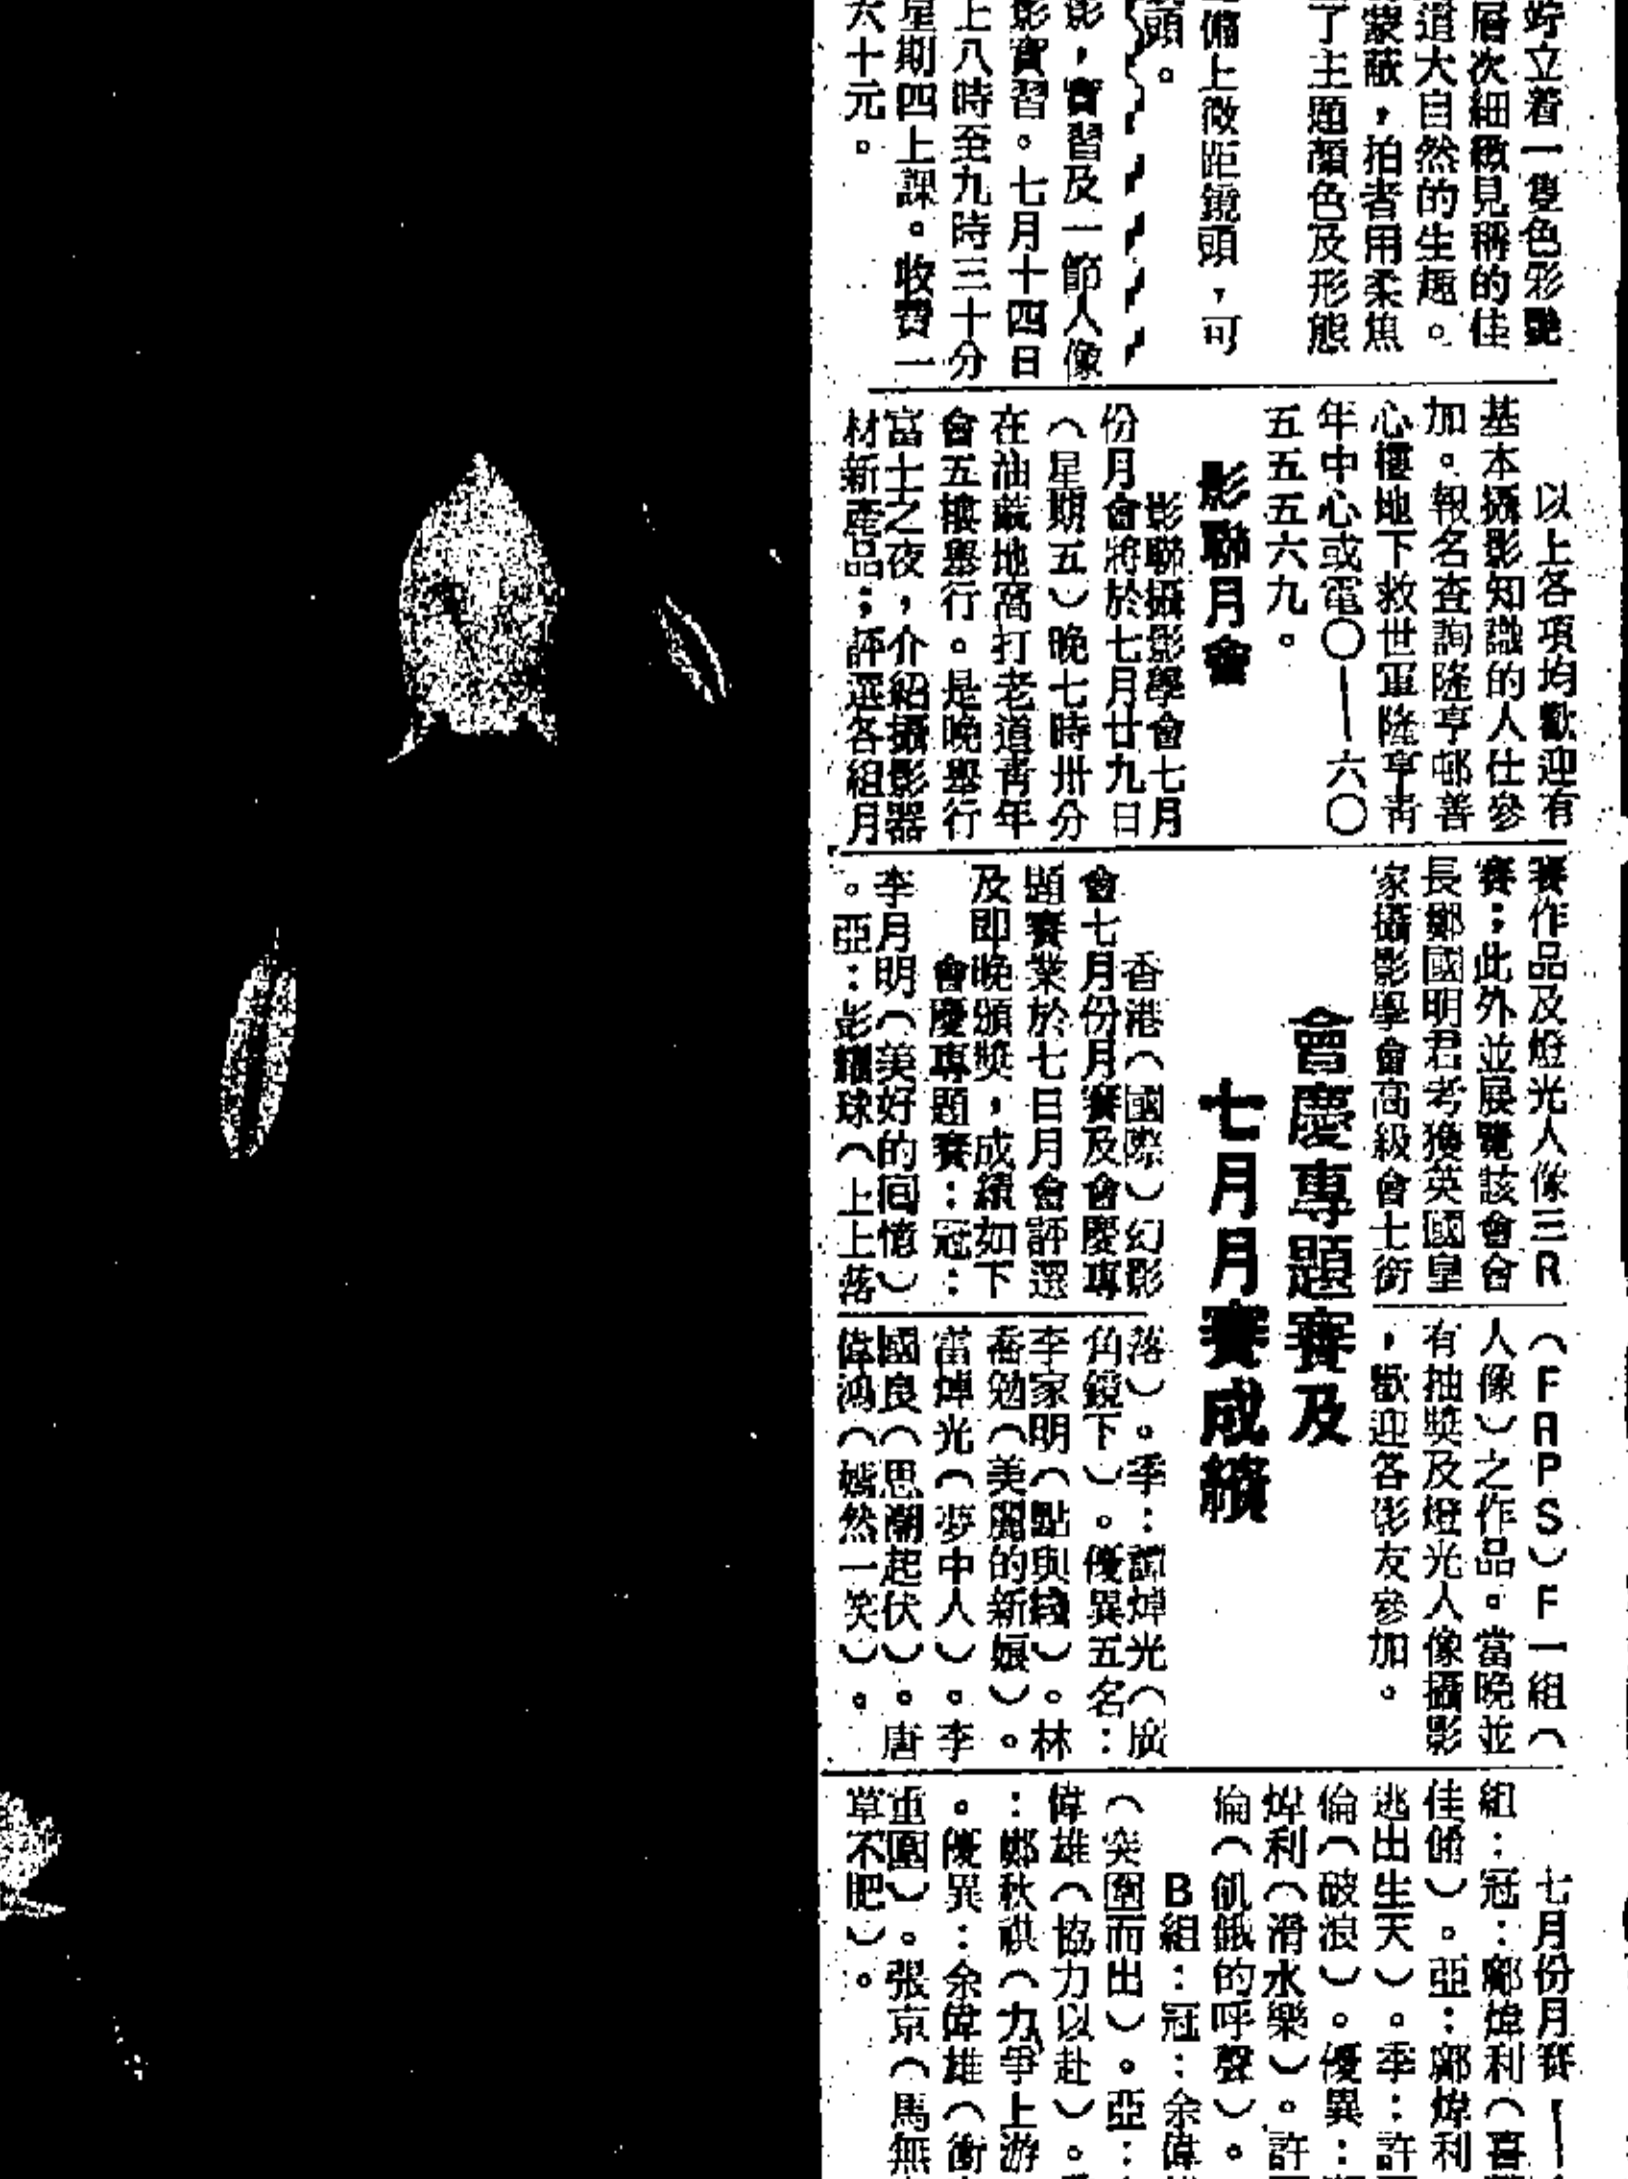 竚立着一隻色彩艷
層次細緻見稱的佳
道大自然的生趣。
蒙蔽，拍者用柔焦
了主題顏色及形態
備上微距鏡頭，可
頭。
影，實習及一節人像
影實習。七月十四日
上八時至九時三十分
星期四上課。收費一
六十元。
以上各項均歡迎有
基本攝影知識的人仕參
加。報名查詢隆亨邨善
心樓地下救世軍隆亨青
年中心或電〇—六〇
五五五六九。
影聯月會
影聯攝影學會七月
份月會將於七月廿九日
（星期五）晚七時卅分
在油蔴地窩打老道青年
會五樓舉行。是晚舉行
富士之夜，介紹攝影器
材新產品；評選各組月
賽作品及燈光人像三R
賽；此外並展覽該會會
長鄭國明君考獲英國皇
家攝影學會高級會士銜
（FAPS）F一組（
人像）之作品。當晚並
有抽獎及燈光人像攝影
，歡迎各影友參加。
會慶專題賽及
七月月賽成績
香港（國際）幻影
會七月份月賽及會慶專
題賽業於七日月會評選
及即晚頒獎，成績如下
會慶專題賽：冠：
李月明（美好的回憶）
。亞：彭耀球（上上落
落）。季：譚焯光（廣
角鏡下）。優異五名：
李家明（點與線）。林
喬勉（美麗的新娘）。
當焯光（夢中人）。李
國良（思潮起伏）。唐
偉鴻（嫣然一笑）。
七月份月賽—
組：冠：鄺煒利（喜
佳餚）。亞：鄺煒利
逃出生天）。季：許
倫（破浪）。優異：
煒利（滑水樂）。許
倫（飢餓的呼聲）。
B組：冠：余偉
（突圍而出）。亞：
偉雄（協力以赴）。
：鄭秋祺（力爭上游
。優異：余偉雄（衝
重圍）。張京（馬無
草不肥）。